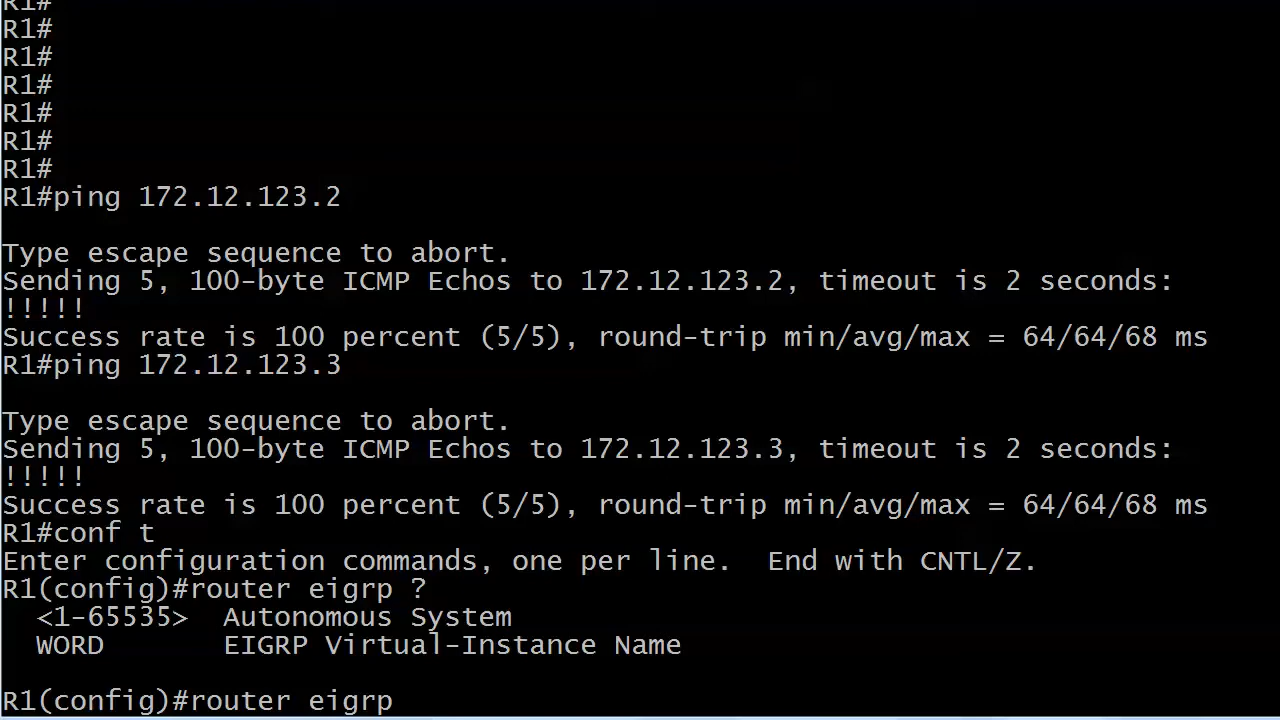 R1#
R1#
R1#
R1#
R1#
R1#
R1#
R1#ping 172.12.123.2
Type escape sequence to abort.
Sending 5, 100-byte ICMP Echos to 172.12.123.2, timeout is 2 seconds:
!!!!!
Success rate is 100 percent (5/5), round-trip min/avg/max = 64/64/68 ms
R1#ping 172.12.123.3
Type escape sequence to abort.
Sending 5, 100-byte ICMP Echos to 172.12.123.3, timeout is 2 seconds:
!!!!!
Success rate is 100 percent (5/5), round-trip min/avg/max = 64/64/68 ms
R1#conf t
Enter configuration commands, one per line.  End with CNTL/Z.
R1(config)#router eigrp ?
  <1-65535>  Autonomous System
  WORD       EIGRP Virtual-Instance Name
R1(config)#router eigrp